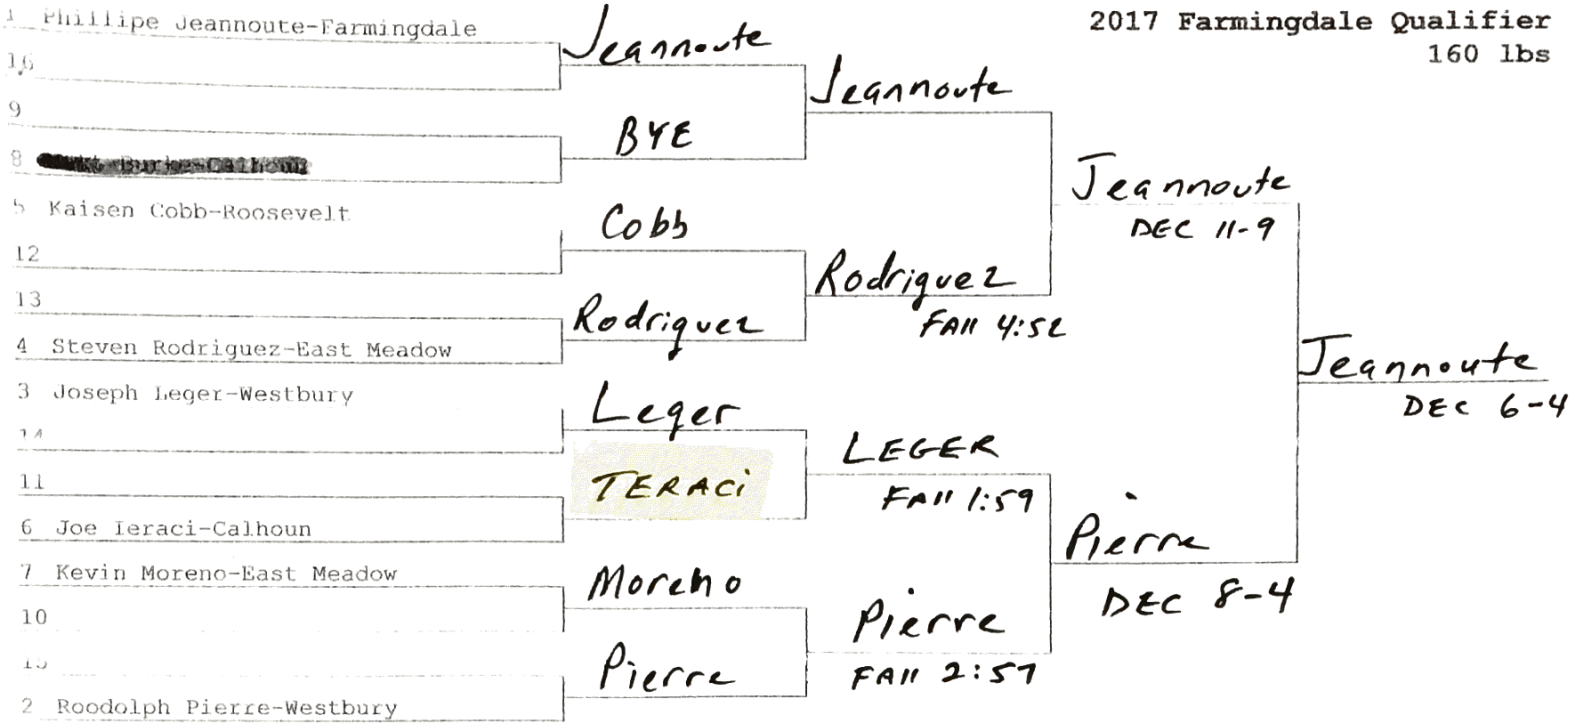 2017 Farmingdale Qualifier
160 lbs
1 Phillipe Jeannoute-Farmingdale
16
9
8
5 Kaisen Cobb-Roosevelt
12
13
4 Steven Rodriguez-East Meadow
3 Joseph Leger-Westbury
14
11
6 Joe Ieraci-Calhoun
7 Kevin Moreno-East Meadow
10
15
2 Roodolph Pierre-Westbury
Jeannoute
BYE
Cobb
Rodriguez
Leger
TERACi
Moreno
Pierre
Jeannoute
Rodriguez
FAll 4:52
LEGER
FAll 1:59
Pierre
FAll 2:57
Jeannoute
DEC 11-9
Pierre
DEC 8-4
Jeannoute
DEC 6-4